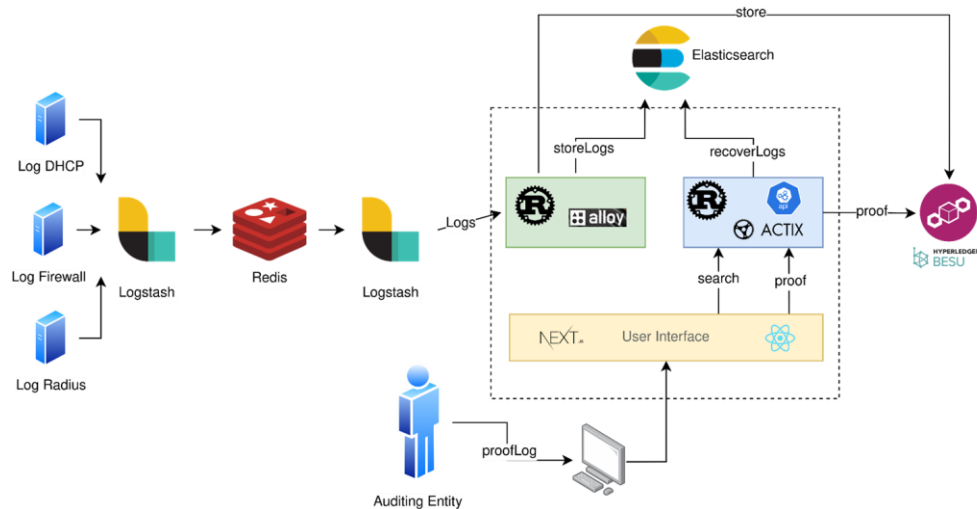 store
Elasticsearch
storeLogs
recoverLogs
Log DHCP
R
alloy
R
api
ACTIX
Logs
proof
HYPERLEDGER
BESU
Log Firewall
Logstash
Redis
Logstash
search
proof
NEXT.js
User Interface
Log Radius
proofLog
Auditing Entity